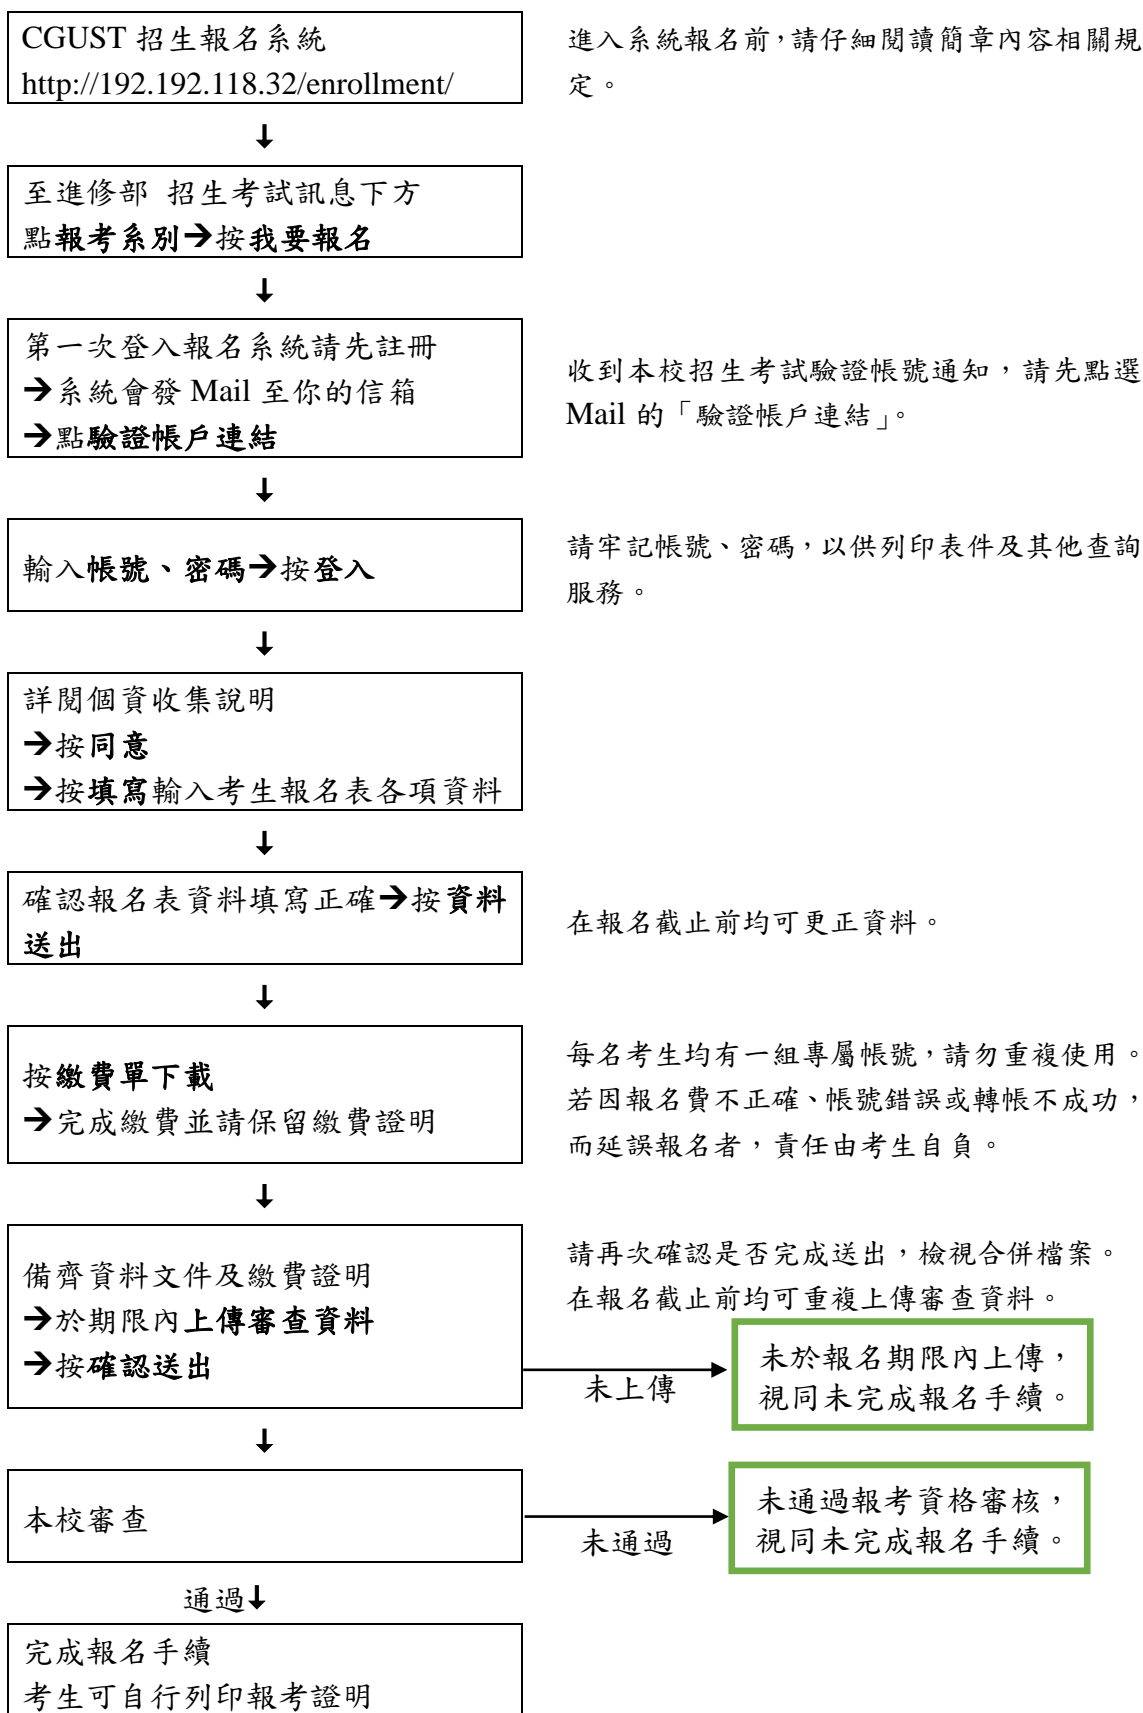 CGUST 招生報名系統
http://192.192.118.32/enrollment/
進入系統報名前，請仔細閱讀簡章內容相關規
定。
↓
至進修部 招生考試訊息下方
點報考系別➔按我要報名
↓
第一次登入報名系統請先註冊
➔系統會發 Mail 至你的信箱
➔點驗證帳戶連結
收到本校招生考試驗證帳號通知，請先點選
Mail 的「驗證帳戶連結」。
↓
輸入帳號、密碼➔按登入
請牢記帳號、密碼，以供列印表件及其他查詢
服務。
↓
詳閱個資收集說明
➔按同意
➔按填寫輸入考生報名表各項資料
↓
確認報名表資料填寫正確➔按資料
送出
在報名截止前均可更正資料。
↓
按繳費單下載
➔完成繳費並請保留繳費證明
每名考生均有一組專屬帳號，請勿重複使用。
若因報名費不正確、帳號錯誤或轉帳不成功，
而延誤報名者，責任由考生自負。
↓
備齊資料文件及繳費證明
➔於期限內上傳審查資料
➔按確認送出
請再次確認是否完成送出，檢視合併檔案。
在報名截止前均可重複上傳審查資料。
未上傳
未於報名期限內上傳，
視同未完成報名手續。
↓
本校審查
未通過
未通過報考資格審核，
視同未完成報名手續。
通過↓
完成報名手續
考生可自行列印報考證明